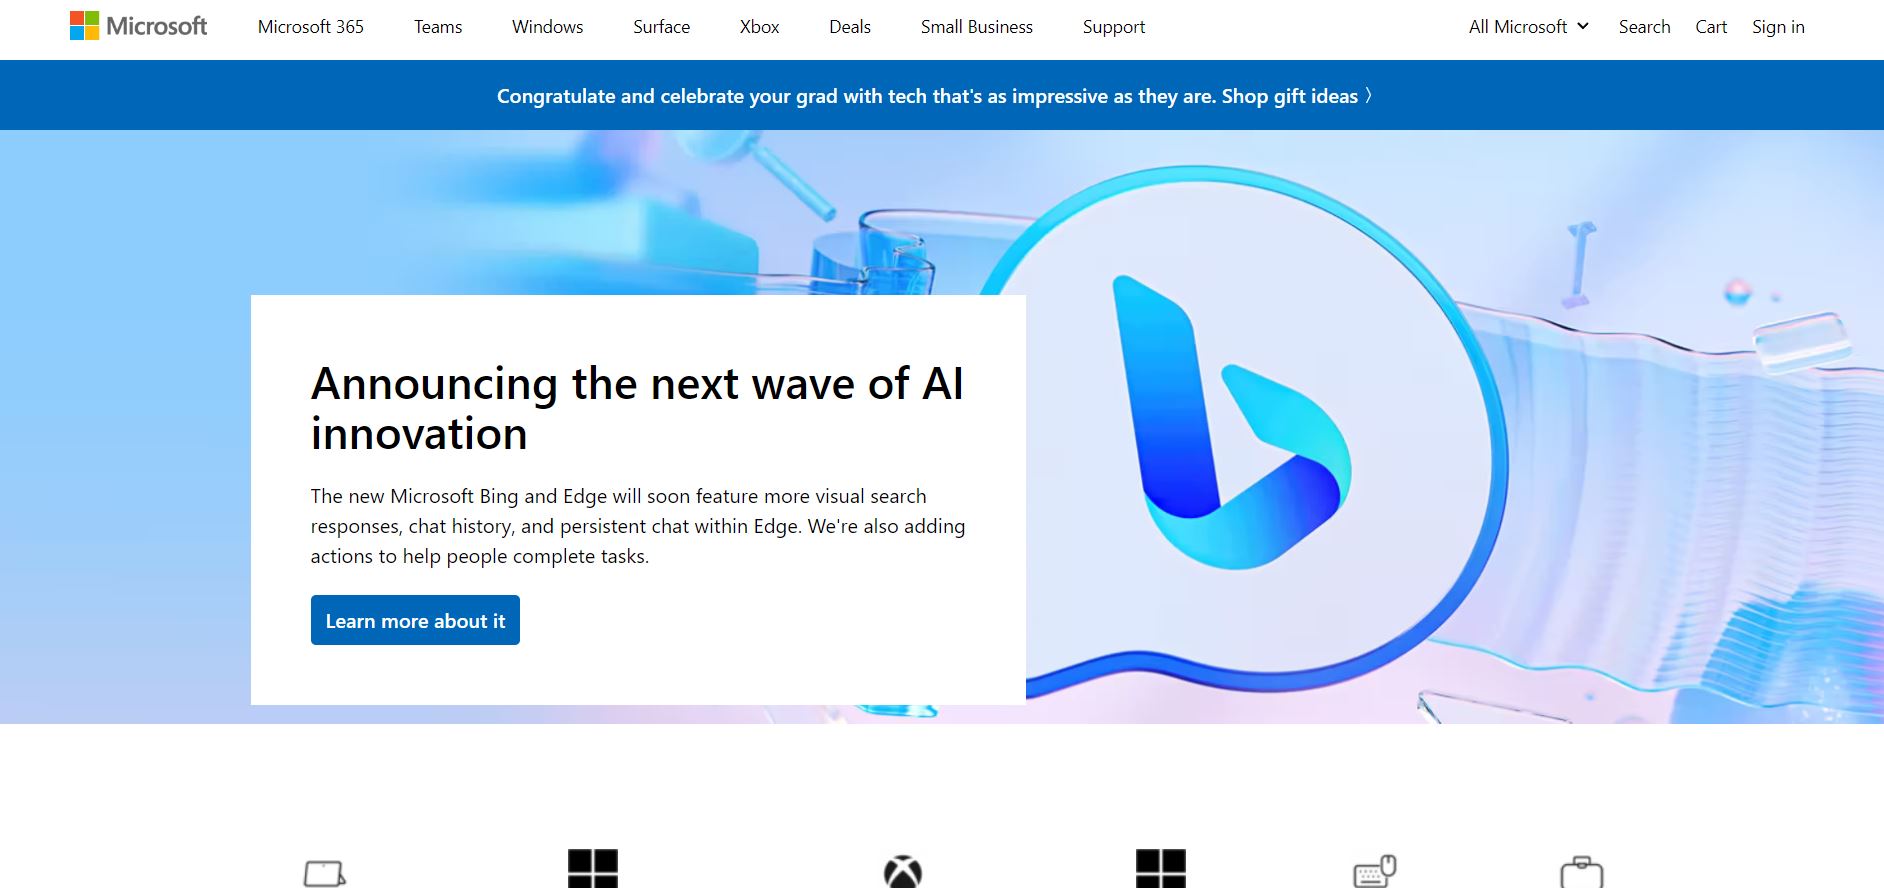 Microsoft
Microsoft 365
Teams
Windows
Surface
Xbox
Deals
Small Business
Support
All Microsoft
Search
Cart
Sign in
Congratulate and celebrate your grad with tech that's as impressive as they are. Shop gift ideas 〉
Announcing the next wave of AI
innovation
The new Microsoft Bing and Edge will soon feature more visual search
responses, chat history, and persistent chat within Edge. We're also adding
actions to help people complete tasks.
Learn more about it